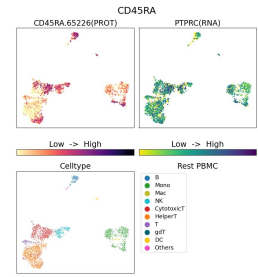 CD45RA
CD45RA.65226(PROT)
PTPRC(RNA)
Low -> High
Low -> High
Celltype
Rest PBMC
B
Mono
Mac
NK
CytotoxicT
HelperT
T
gdT
DC
Others